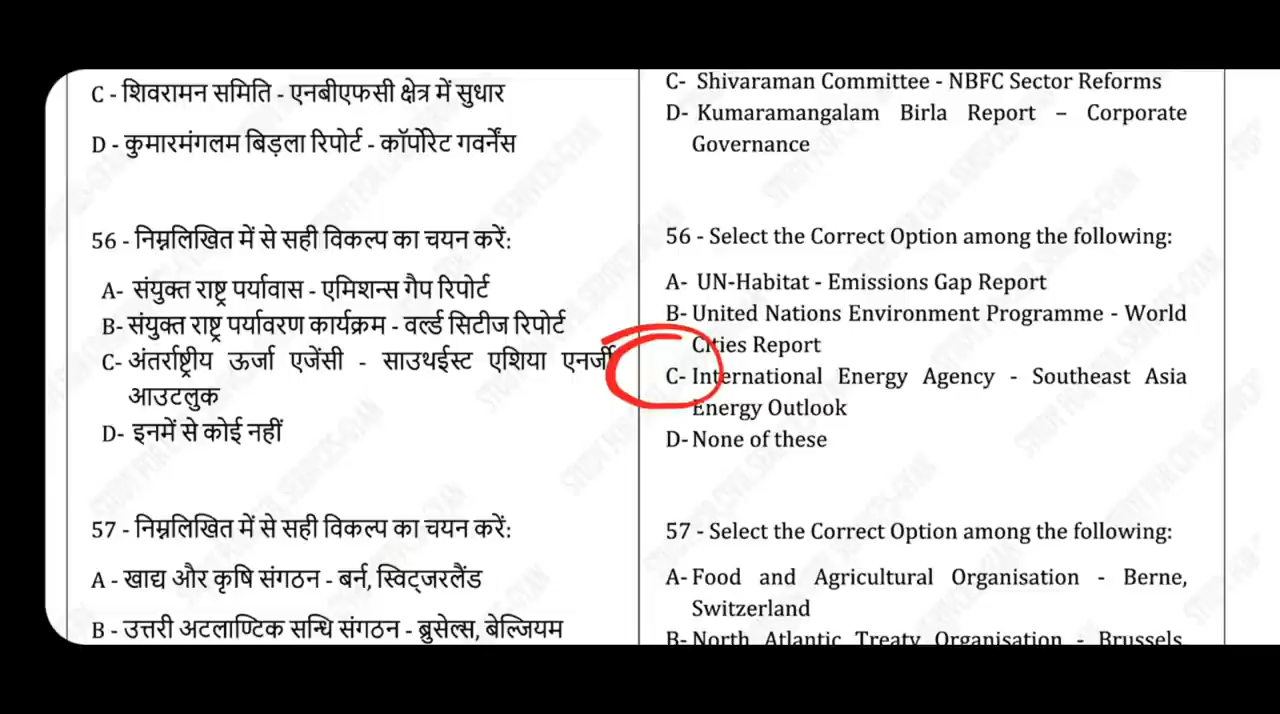 C - शिवरामन समिति - एनबीएफसी क्षेत्र में सुधार
D - कुमारमंगलम बिड़ला रिपोर्ट - कॉर्पोरेट गवर्नेंस
56 - निम्नलिखित में से सही विकल्प का चयन करें:
A- संयुक्त राष्ट्र पर्यावास - एमिशन्स गैप रिपोर्ट
B- संयुक्त राष्ट्र पर्यावरण कार्यक्रम - वर्ल्ड सिटीज रिपोर्ट
C- अंतर्राष्ट्रीय ऊर्जा एजेंसी - साउथईस्ट एशिया एनर्जी
आउटलुक
D- इनमें से कोई नहीं
57 - निम्नलिखित में से सही विकल्प का चयन करें:
A - खाद्य और कृषि संगठन - बर्न, स्विट्जरलैंड
B - उत्तरी अटलाण्टिक सन्धि संगठन - ब्रुसेल्स, बेल्जियम
C- Shivaraman Committee - NBFC Sector Reforms
D- Kumaramangalam Birla Report – Corporate
Governance
56 - Select the Correct Option among the following:
A- UN-Habitat - Emissions Gap Report
B- United Nations Environment Programme - World
Cities Report
C- International Energy Agency - Southeast Asia
Energy Outlook
D- None of these
57 - Select the Correct Option among the following:
A- Food and Agricultural Organisation - Berne,
Switzerland
B- North Atlantic Treaty Organisation - Brussels,